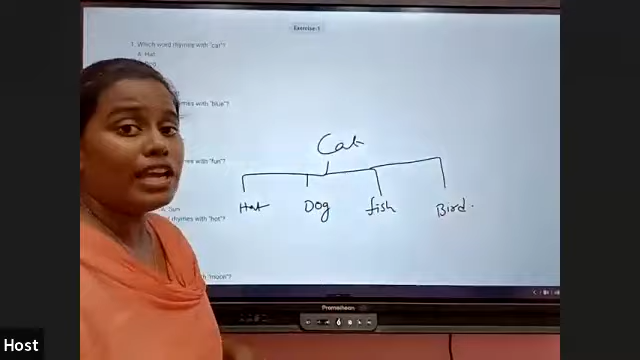 Exercise-1
1. Which word rhymes with "cat"?
A. Hat
rhymes with "blue"?
rhymes with "fun"?
rhymes with "hot"?
Cat
Hat Dog fish Bird.
Promethean
Host